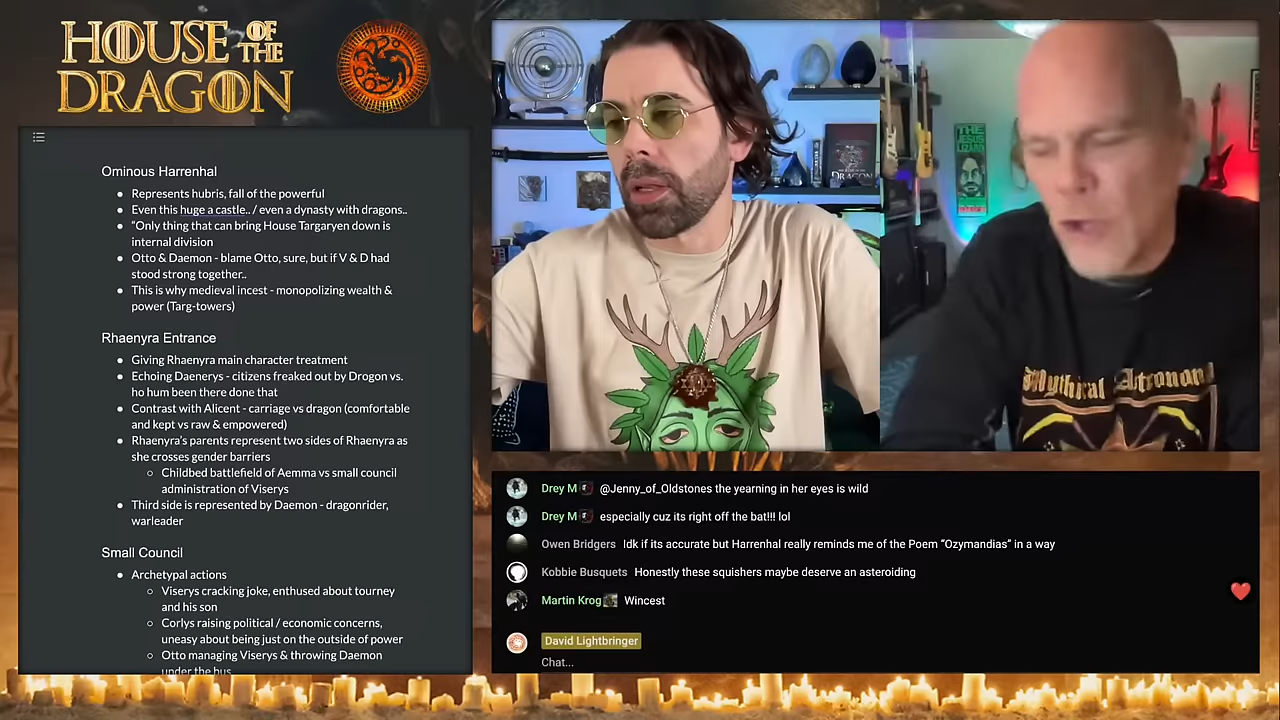 HOUSE OF THE
DRAGON
Ominous Harrenhal
Represents hubris, fall of the powerful
Even this huge a castle.. / even a dynasty with dragons..
"Only thing that can bring House Targaryen down is
internal division
Otto & Daemon - blame Otto, sure, but if V & D had
stood strong together..
This is why medieval incest - monopolizing wealth &
power (Targ-towers)
Rhaenyra Entrance
Giving Rhaenyra main character treatment
Echoing Daenerys - citizens freaked out by Drogon vs.
ho hum been there done that
Contrast with Alicent - carriage vs dragon (comfortable
and kept vs raw & empowered)
Rhaenyra's parents represent two sides of Rhaenyra as
she crosses gender barriers
Childbed battlefield of Aemma vs small council
administration of Viserys
Third side is represented by Daemon - dragonrider,
warleader
Small Council
Archetypal actions
Viserys cracking joke, enthused about tourney
and his son
Corlys raising political / economic concerns,
uneasy about being just on the outside of power
Otto managing Viserys & throwing Daemon
under the bus
DRAGON
THE
JESUS
LIZARD
Mythical Astronomy
Drey M @Jenny_of_Oldstones the yearning in her eyes is wild
Drey M especially cuz its right off the bat!!! lol
Owen Bridgers Idk if its accurate but Harrenhal really reminds me of the Poem “Ozymandias” in a way
Kobbie Busquets Honestly these squishers maybe deserve an asteroiding
Martin Krog Wincest
David Lightbringer
Chat...